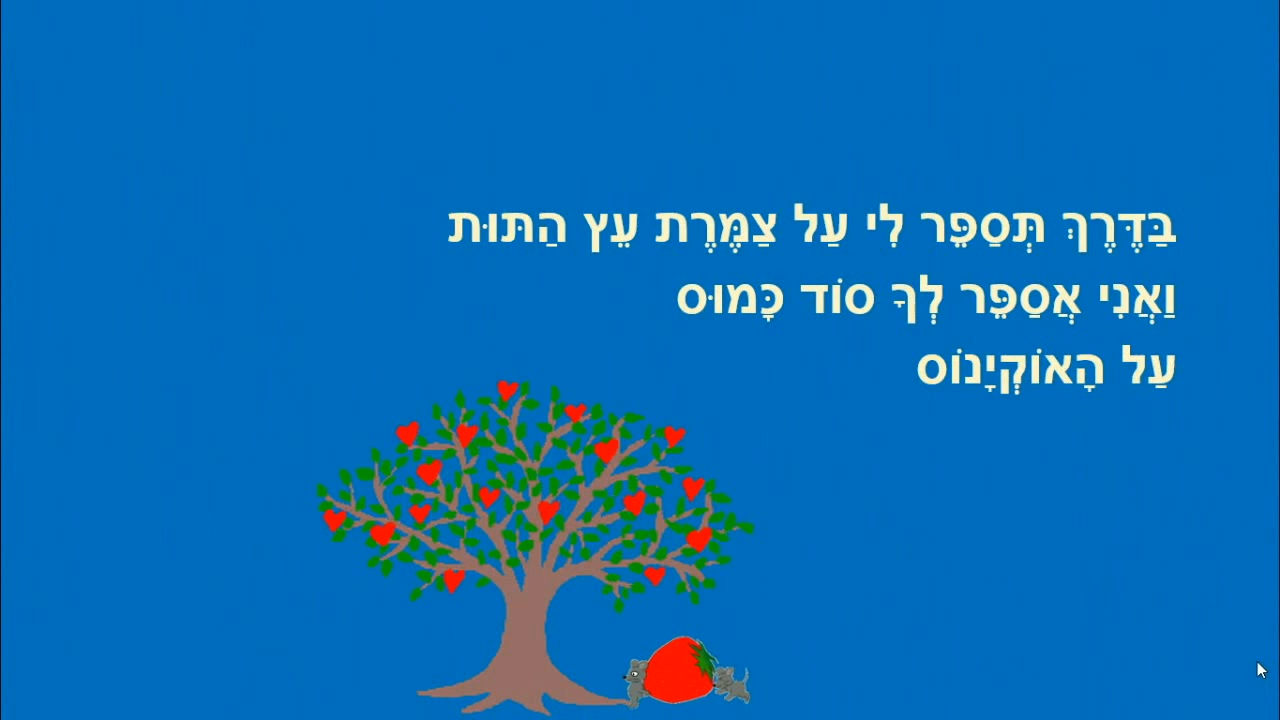 בַּדֶּרֶךְ תְּסַפֵּר לִי עַל צַמֶּרֶת עֵץ הַתּוּת
וַאֲנִי אֲסַפֵּר לְךָ סוֹד כָּמוּס
עַל הָאוֹקְיָנוֹס